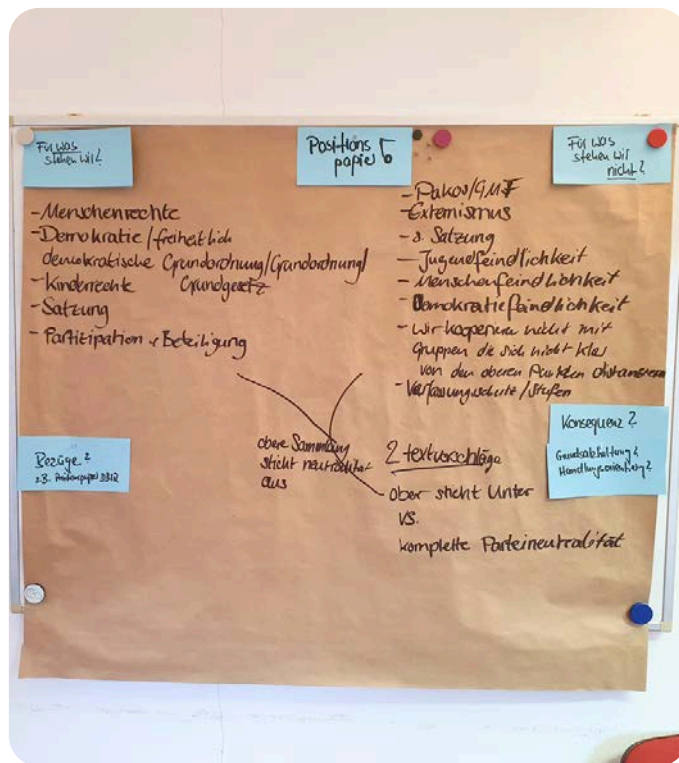 Positions
papier
Für was
stehen wir?
- Menschenrechte
- Demokratie/freiheitlich
demokratische Grundordnung/Grundordnung/
- Kinderrechte Grundgesetz
- Satzung
- Partizipation + Beteiligung
Für was
stehen wir
nicht?
- Pakos/GMF
- Extemismus
- s. Satzung
- Jugendfeindlichkeit
- Menschenfeindlichkeit
- Demokratiefeindlichkeit
- wir kooperieren nicht mit
Gruppen die sich nicht klar
von den oberen Punkten distanzieren
- Verfassungsschutz/Stufen
Bezüge?
z.B. DBJR
obere Sammlung
sticht neutralität
aus
2 textvorschläge
ober sticht Unter
vs.
komplette Parteineutralität
Konsequenz?
Grundsatzhaltung?
Handlungsorientierung?